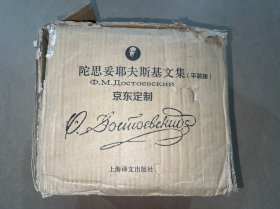 陀思妥耶夫斯基文集(平装版)
Ф.М.Достоевский
京东定制
Ѳ. Достоевский
上海译文出版社